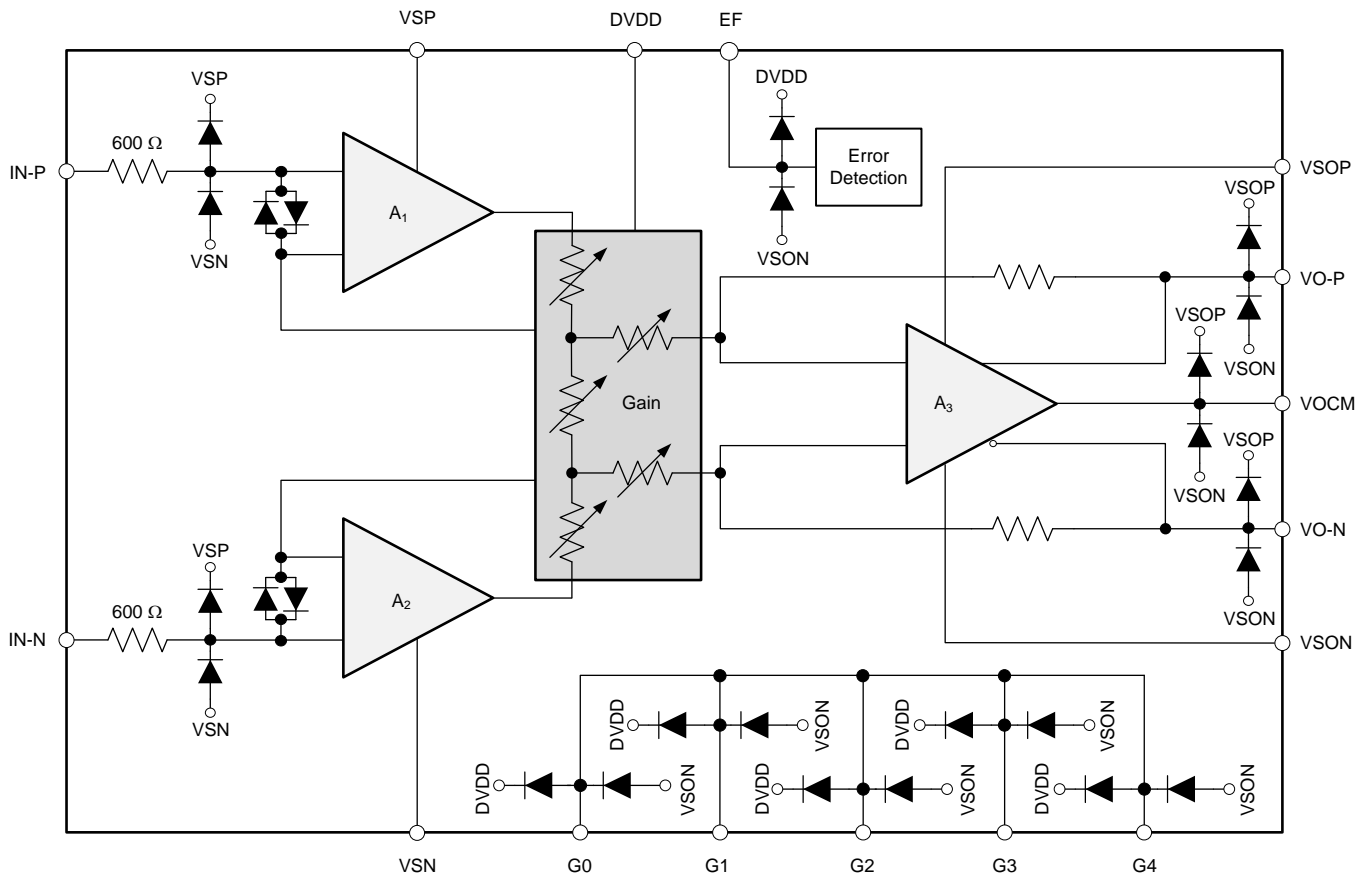 VSP
DVDD
EF
VSP
DVDD
600 Ω
Error
Detection
IN-P
A1
VSOP
VSOP
VSN
VSON
VO-P
VSOP
VSON
Gain
A3
VOCM
VSOP
VSON
VSP
A2
VO-N
600 Ω
IN-N
VSON
VSON
VSN
DVDD
VSON
DVDD
VSON
DVDD
VSON
DVDD
VSON
DVDD
VSON
VSN
G0
G1
G2
G3
G4